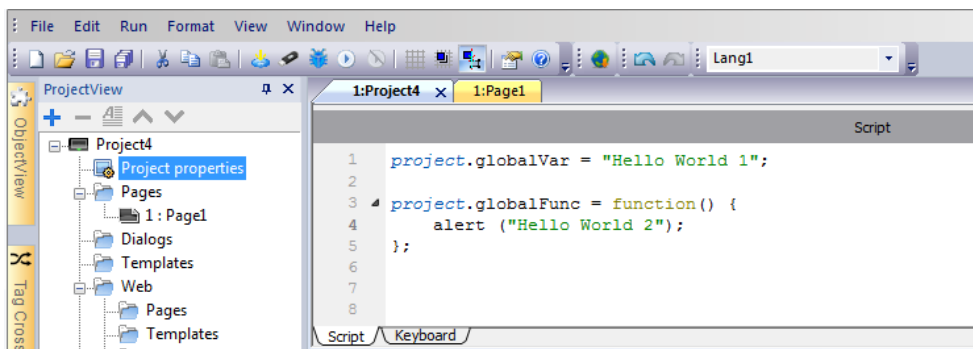 File Edit Run Format View Window Help
Lang1
ProjectView
1:Project4
1:Page1
ObjectView
Tag Cross
Project4
Project properties
Pages
1 : Page1
Dialogs
Templates
Web
Pages
Templates
Script
1 project.globalVar = "Hello World 1";
2
3 project.globalFunc = function() {
4 alert ("Hello World 2");
5 };
6
7
8
Script Keyboard